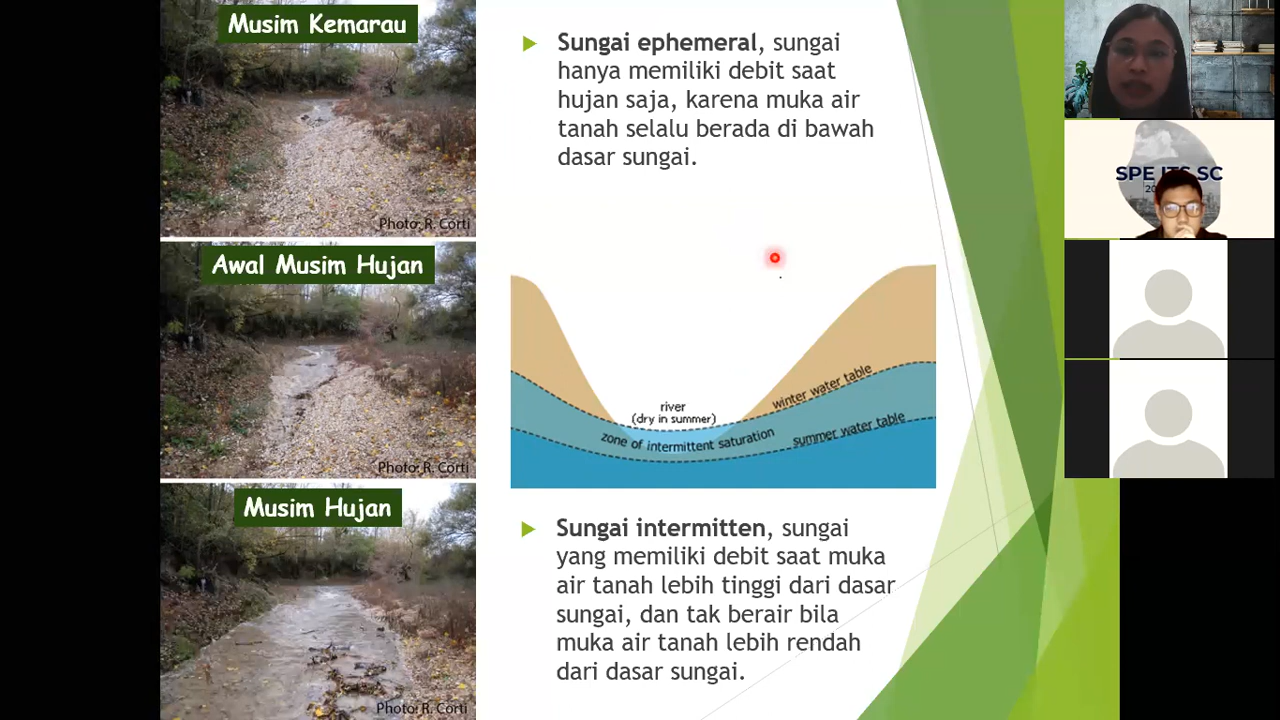 Musim Kemarau
Photo: R. Corti
Awal Musim Hujan
Photo: R. Corti
Musim Hujan
Photo: R. Corti
Sungai ephemeral, sungai
hanya memiliki debit saat
hujan saja, karena muka air
tanah selalu berada di bawah
dasar sungai.
winter water table
river
(dry in summer)
zone of intermittent saturation
summer water table
Sungai intermitten, sungai
yang memiliki debit saat muka
air tanah lebih tinggi dari dasar
sungai, dan tak berair bila
muka air tanah lebih rendah
dari dasar sungai.
SPE ITS SC